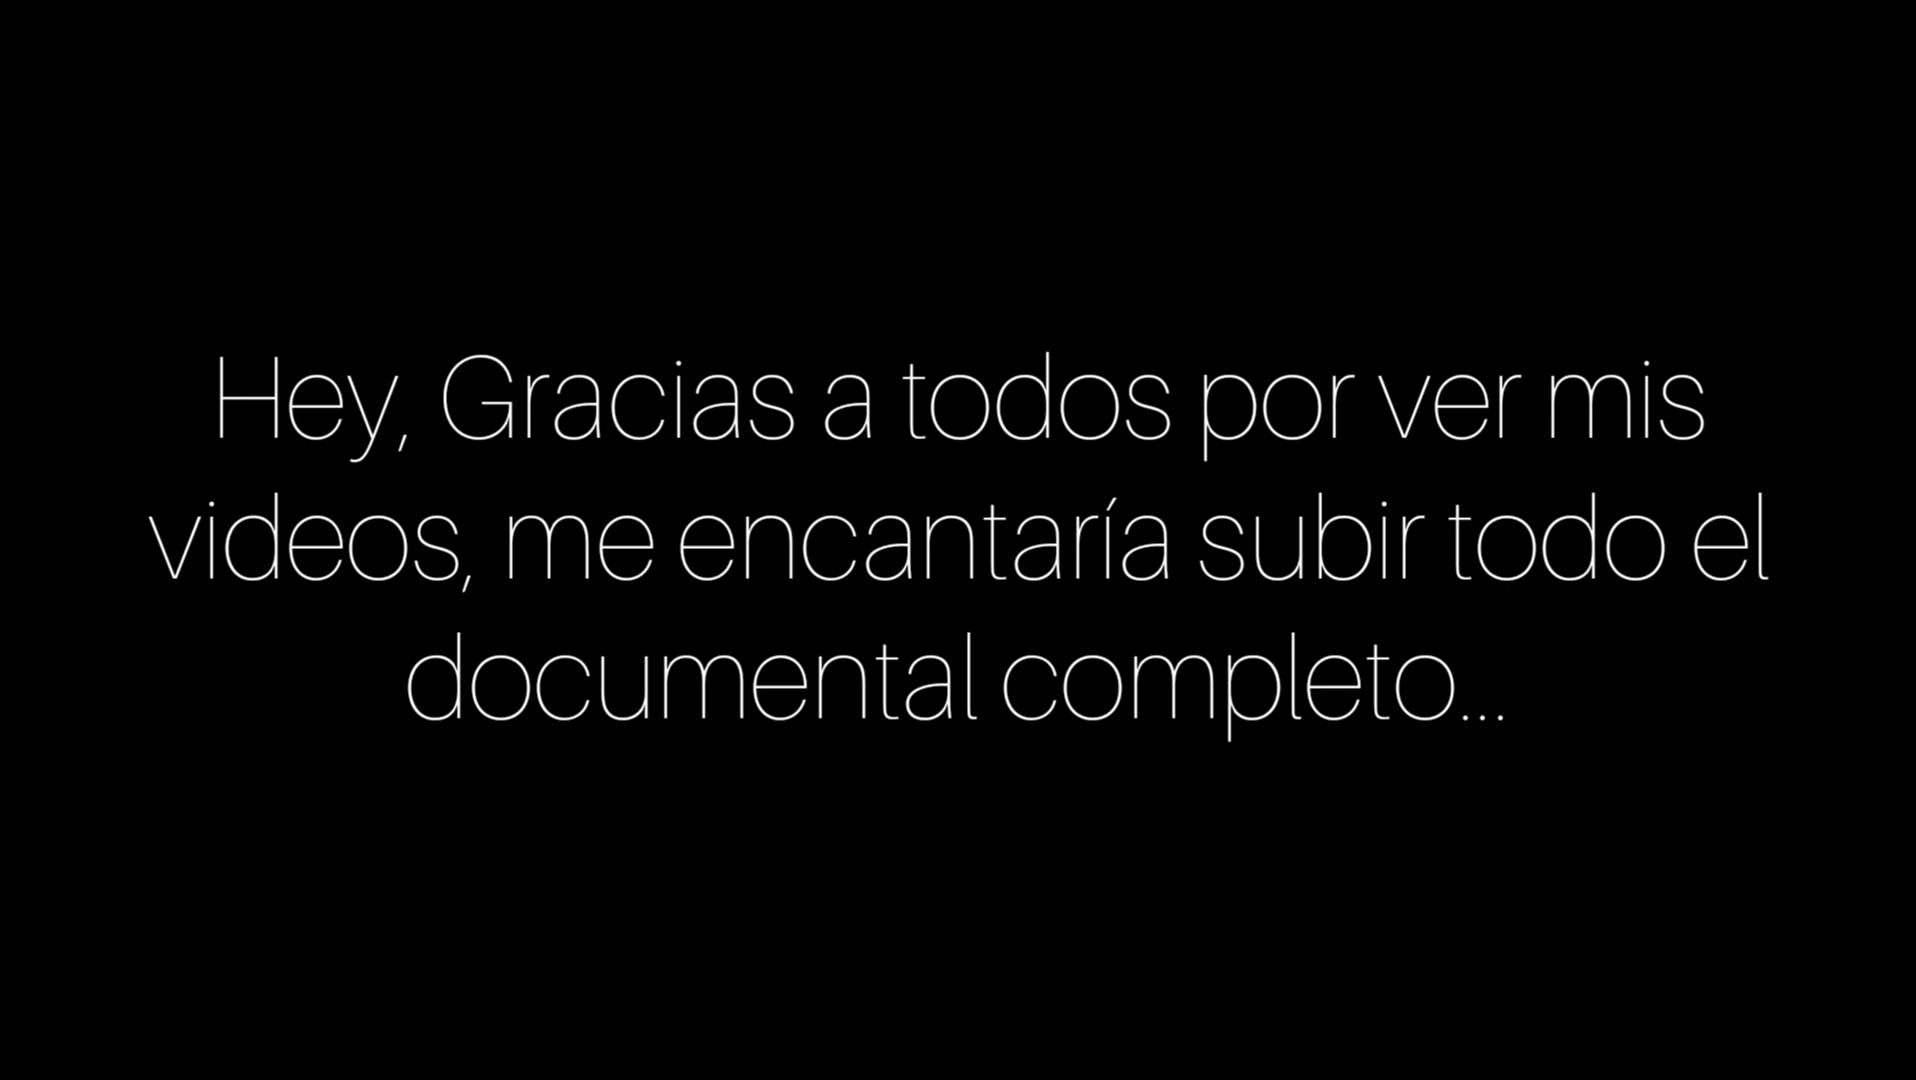 Hey, Gracias a todos por ver mis
videos, me encantaría subir todo el
documental completo...